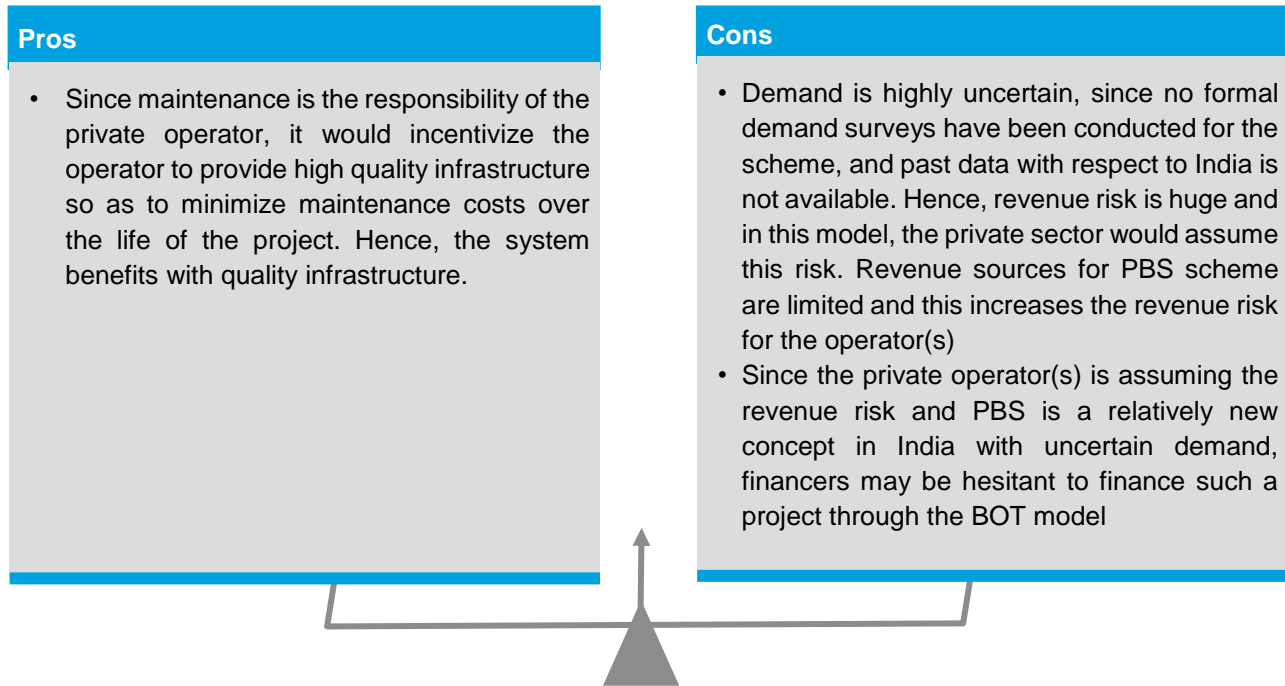 Pros
• Since maintenance is the responsibility of the
private operator, it would incentivize the
operator to provide high quality infrastructure
so as to minimize maintenance costs over
the life of the project. Hence, the system
benefits with quality infrastructure.
Cons
• Demand is highly uncertain, since no formal
demand surveys have been conducted for the
scheme, and past data with respect to India is
not available. Hence, revenue risk is huge and
in this model, the private sector would assume
this risk. Revenue sources for PBS scheme
are limited and this increases the revenue risk
for the operator(s)
• Since the private operator(s) is assuming the
revenue risk and PBS is a relatively new
concept in India with uncertain demand,
financers may be hesitant to finance such a
project through the BOT model